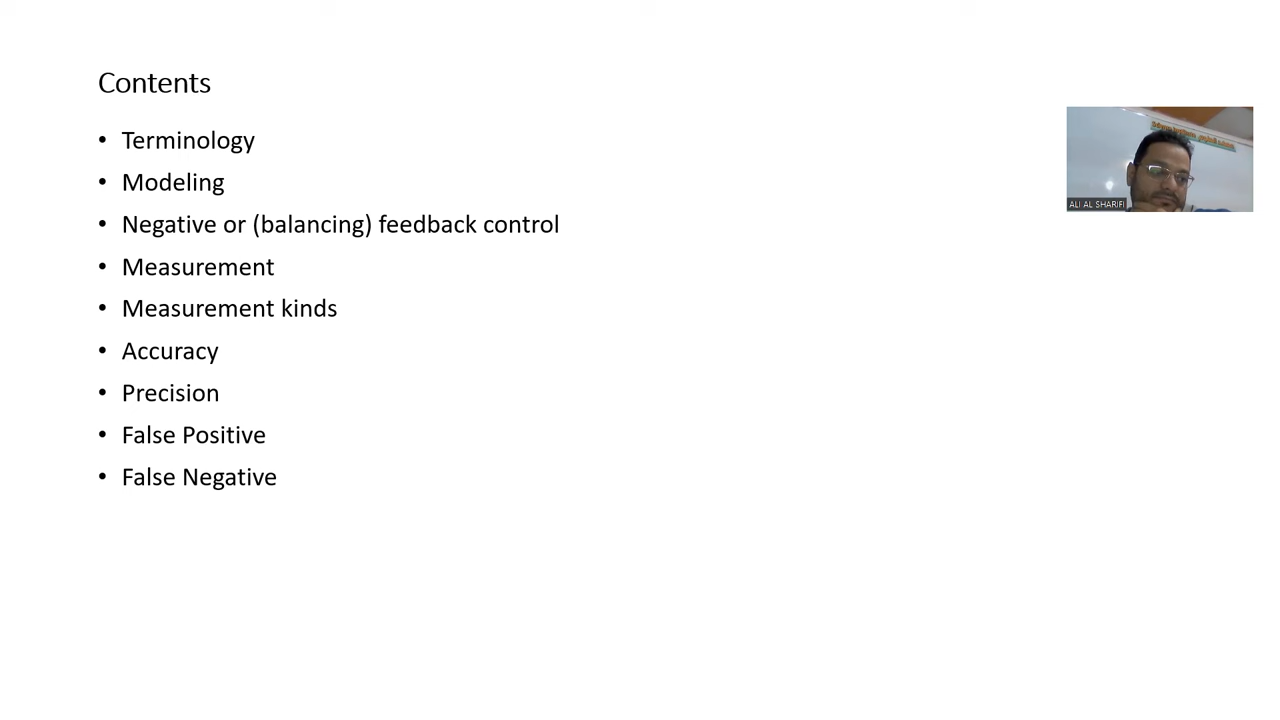 Contents
• Terminology
• Modeling
• Negative or (balancing) feedback control
• Measurement
• Measurement kinds
• Accuracy
• Precision
• False Positive
• False Negative
ALI AL SHARIFI